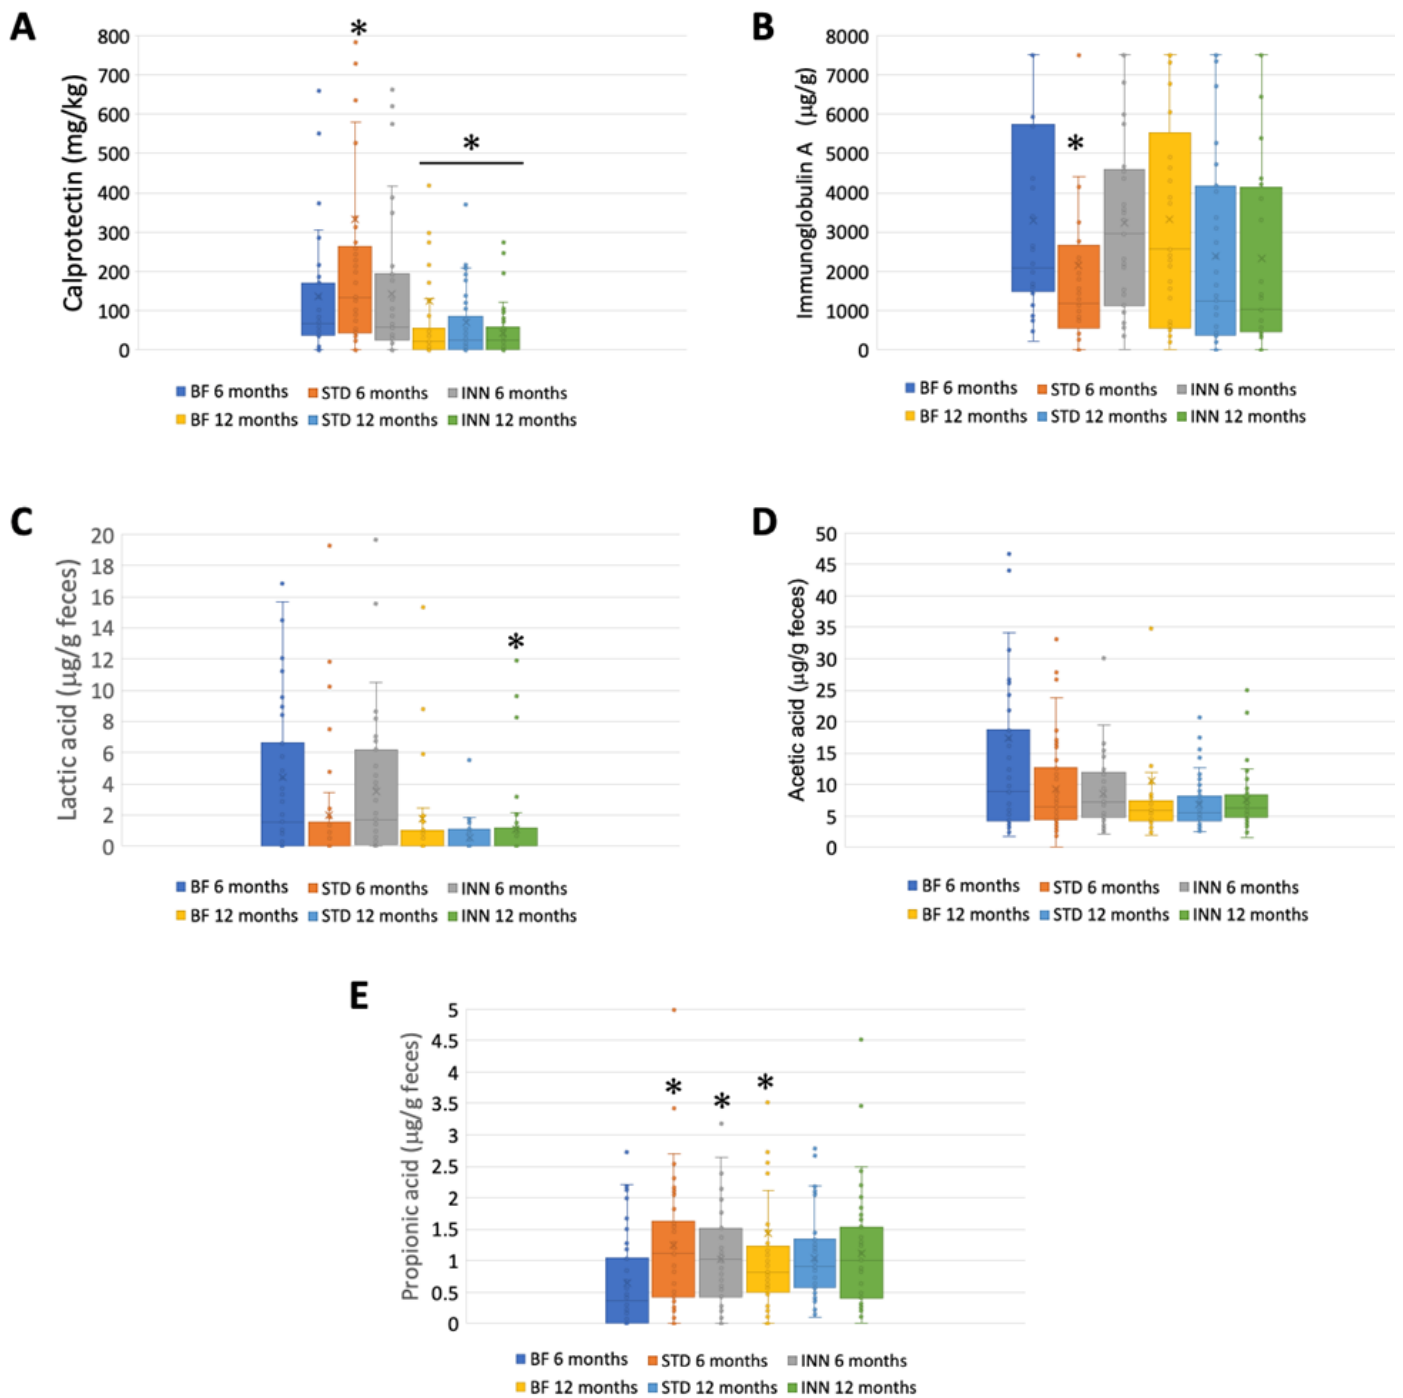 A
Calprotectin (mg/kg)
800
700
600
500
400
300
200
100
0
*
*
BF 6 months STD 6 months INN 6 months
BF 12 months STD 12 months INN 12 months
B
Immunoglobulin A (µg/g)
8000
7000
6000
5000
4000
3000
2000
1000
0
*
BF 6 months STD 6 months INN 6 months
BF 12 months STD 12 months INN 12 months
C
Lactic acid (µg/g feces)
20
18
16
14
12
10
8
6
4
2
0
*
BF 6 months STD 6 months INN 6 months
BF 12 months STD 12 months INN 12 months
D
Acetic acid (µg/g feces)
50
45
40
35
30
25
20
15
10
5
0
BF 6 months STD 6 months INN 6 months
BF 12 months STD 12 months INN 12 months
E
Propionic acid (µg/g feces)
5
4.5
4
3.5
3
2.5
2
1.5
1
0.5
0
* * *
BF 6 months STD 6 months INN 6 months
BF 12 months STD 12 months INN 12 months